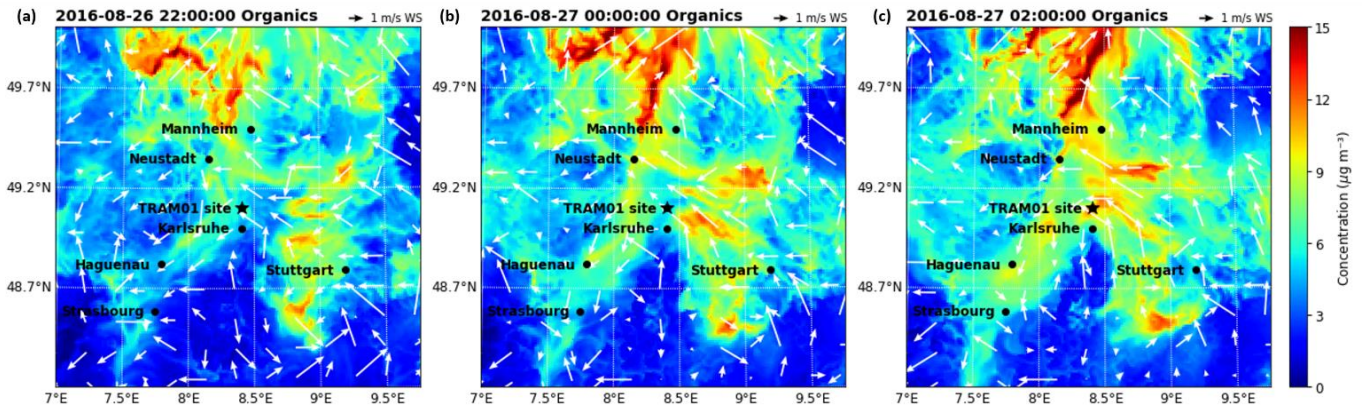 (a) 2016-08-26 22:00:00 Organics 1 m/s WS
49.7°N
49.2°N
48.7°N
Mannheim
Neustadt
TRAM01 site
Karlsruhe
Haguenau
Stuttgart
Strasbourg
7°E 7.5°E 8°E 8.5°E 9°E 9.5°E
(b) 2016-08-27 00:00:00 Organics 1 m/s WS
49.7°N
49.2°N
48.7°N
Mannheim
Neustadt
TRAM01 site
Karlsruhe
Haguenau
Stuttgart
Strasbourg
7°E 7.5°E 8°E 8.5°E 9°E 9.5°E
(c) 2016-08-27 02:00:00 Organics 1 m/s WS
49.7°N
49.2°N
48.7°N
Mannheim
Neustadt
TRAM01 site
Karlsruhe
Haguenau
Stuttgart
Strasbourg
7°E 7.5°E 8°E 8.5°E 9°E 9.5°E
15
12
9
6
3
0
Concentration (μg m⁻³)